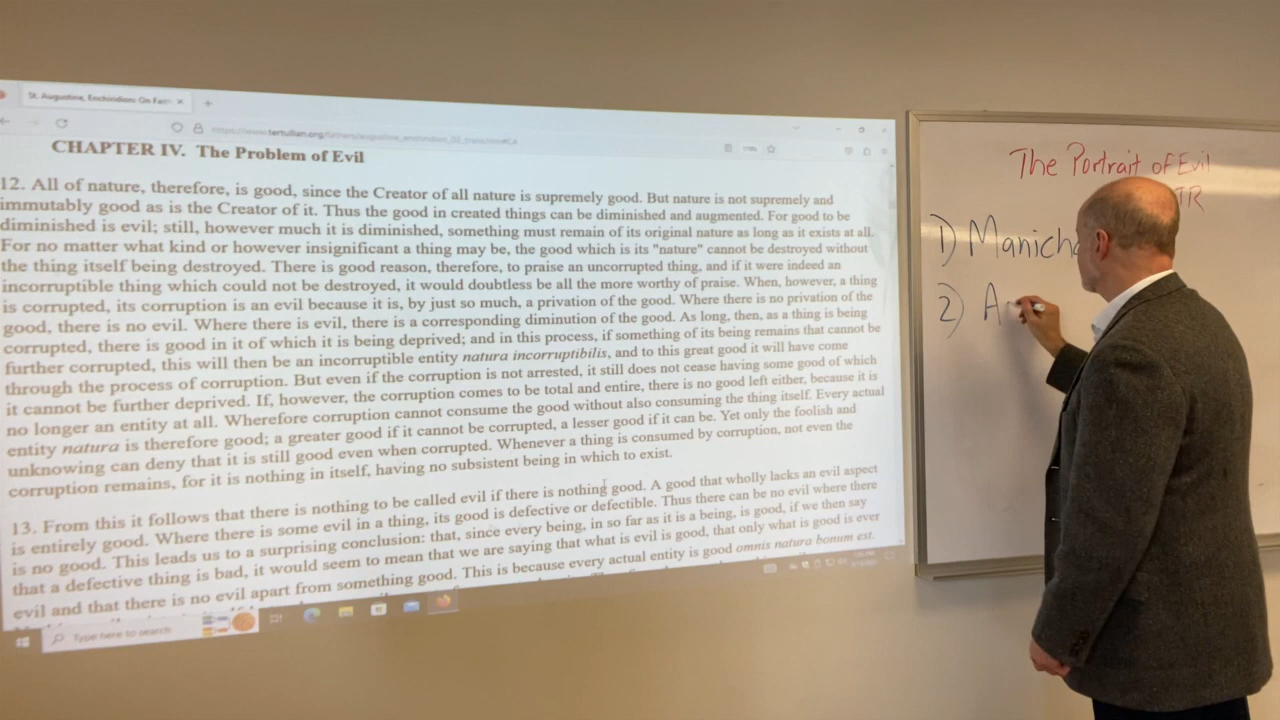 St. Augustine, Enchiridion: On Faith
https://www.tertullian.org/fathers/augustine_enchiridion_02_trans.htm#C4
CHAPTER IV. The Problem of Evil
12. All of nature, therefore, is good, since the Creator of all nature is supremely good. But nature is not supremely and
immutably good as is the Creator of it. Thus the good in created things can be diminished and augmented. For good to be
diminished is evil; still, however much it is diminished, something must remain of its original nature as long as it exists at all.
For no matter what kind or however insignificant a thing may be, the good which is its "nature" cannot be destroyed without
the thing itself being destroyed. There is good reason, therefore, to praise an uncorrupted thing, and if it were indeed an
incorruptible thing which could not be destroyed, it would doubtless be all the more worthy of praise. When, however, a thing
is corrupted, its corruption is an evil because it is, by just so much, a privation of the good. Where there is no privation of the
good, there is no evil. Where there is evil, there is a corresponding diminution of the good. As long, then, as a thing is being
corrupted, there is good in it of which it is being deprived; and in this process, if something of its being remains that cannot be
further corrupted, this will then be an incorruptible entity natura incorruptibilis, and to this great good it will have come
through the process of corruption. But even if the corruption is not arrested, it still does not cease having some good of which
it cannot be further deprived. If, however, the corruption comes to be total and entire, there is no good left either, because it is
no longer an entity at all. Wherefore corruption cannot consume the good without also consuming the thing itself. Every actual
entity natura is therefore good; a greater good if it cannot be corrupted, a lesser good if it can be. Yet only the foolish and
unknowing can deny that it is still good even when corrupted. Whenever a thing is consumed by corruption, not even the
corruption remains, for it is nothing in itself, having no subsistent being in which to exist.
13. From this it follows that there is nothing to be called evil if there is nothing good. A good that wholly lacks an evil aspect
is entirely good. Where there is some evil in a thing, its good is defective or defectible. Thus there can be no evil where there
is no good. This leads us to a surprising conclusion: that, since every being, in so far as it is a being, is good, if we then say
that a defective thing is bad, it would seem to mean that we are saying that what is evil is good, that only what is good is ever
evil and that there is no evil apart from something good. This is because every actual entity is good omnis natura bonum est.
Type here to search
The Portrait of Evil
TR
1) Manicha
2) A